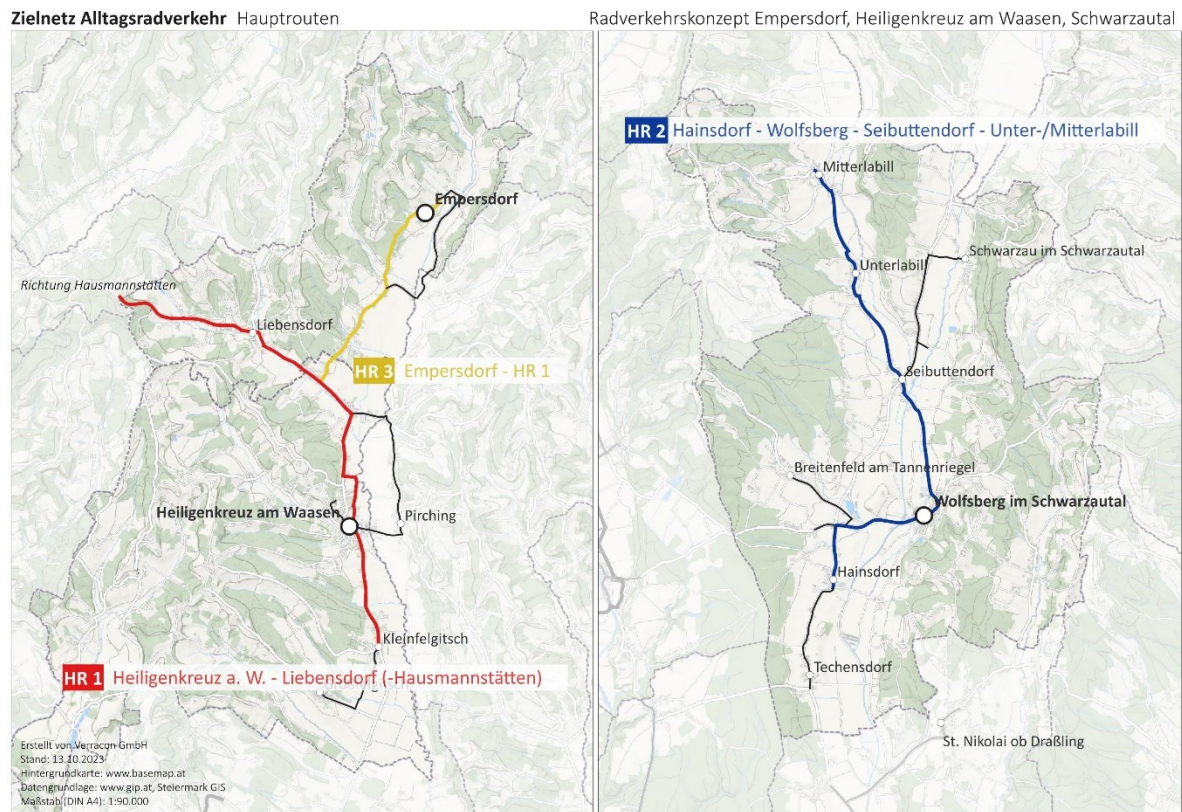 Zielnetz Alltagsradverkehr Hauptrouten
Radverkehrskonzept Empersdorf, Heiligenkreuz am Waasen, Schwarzautal
Empersdorf
Richtung Hausmannstätten
Liebensdorf
HR 3 Empersdorf - HR 1
Heiligenkreuz am Waasen
Pirching
Kleinfelgitsch
HR 1 Heiligenkreuz a. W. - Liebensdorf (-Hausmannstätten)
Erstellt von Verracon GmbH
Stand: 13.10.2023
Hintergrundkarte: www.basemap.at
Datengrundlage: www.gip.at, Steiermark GIS
Maßstab (DIN A4): 1:90.000
HR 2 Hainsdorf - Wolfsberg - Seibuttendorf - Unter-/Mitterlabill
Mitterlabill
Schwarzau im Schwarzautal
Unterlabill
Seibuttendorf
Breitenfeld am Tannenriegel
Wolfsberg im Schwarzautal
Hainsdorf
Techensdorf
St. Nikolai ob Draßling